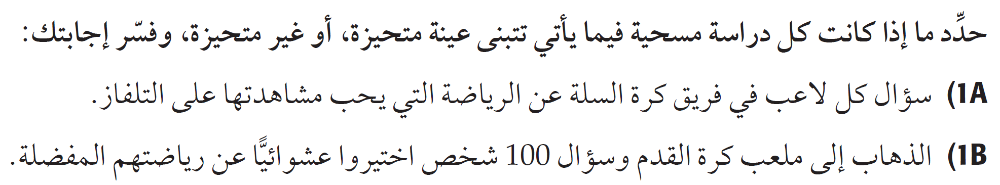 حدِّد ما إذا كانت كل دراسة مسحية فيما يأتي تتبنى عينة متحيزة، أو غير متحيزة، وفسّر إجابتك:
1A) سؤال كل لاعب في فريق كرة السلة عن الرياضة التي يحب مشاهدتها على التلفاز.
1B) الذهاب إلى ملعب كرة القدم وسؤال 100 شخص اختيروا عشوائيًّا عن رياضتهم المفضلة.